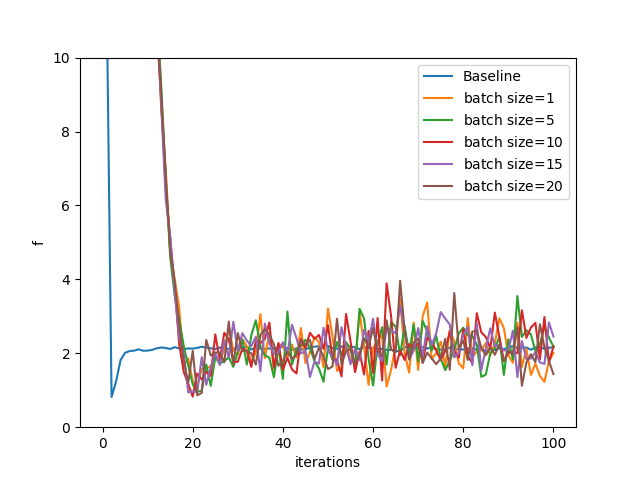 10
8
6
4
2
0
f
0
20
40
60
80
100
iterations
Baseline
batch size=1
batch size=5
batch size=10
batch size=15
batch size=20